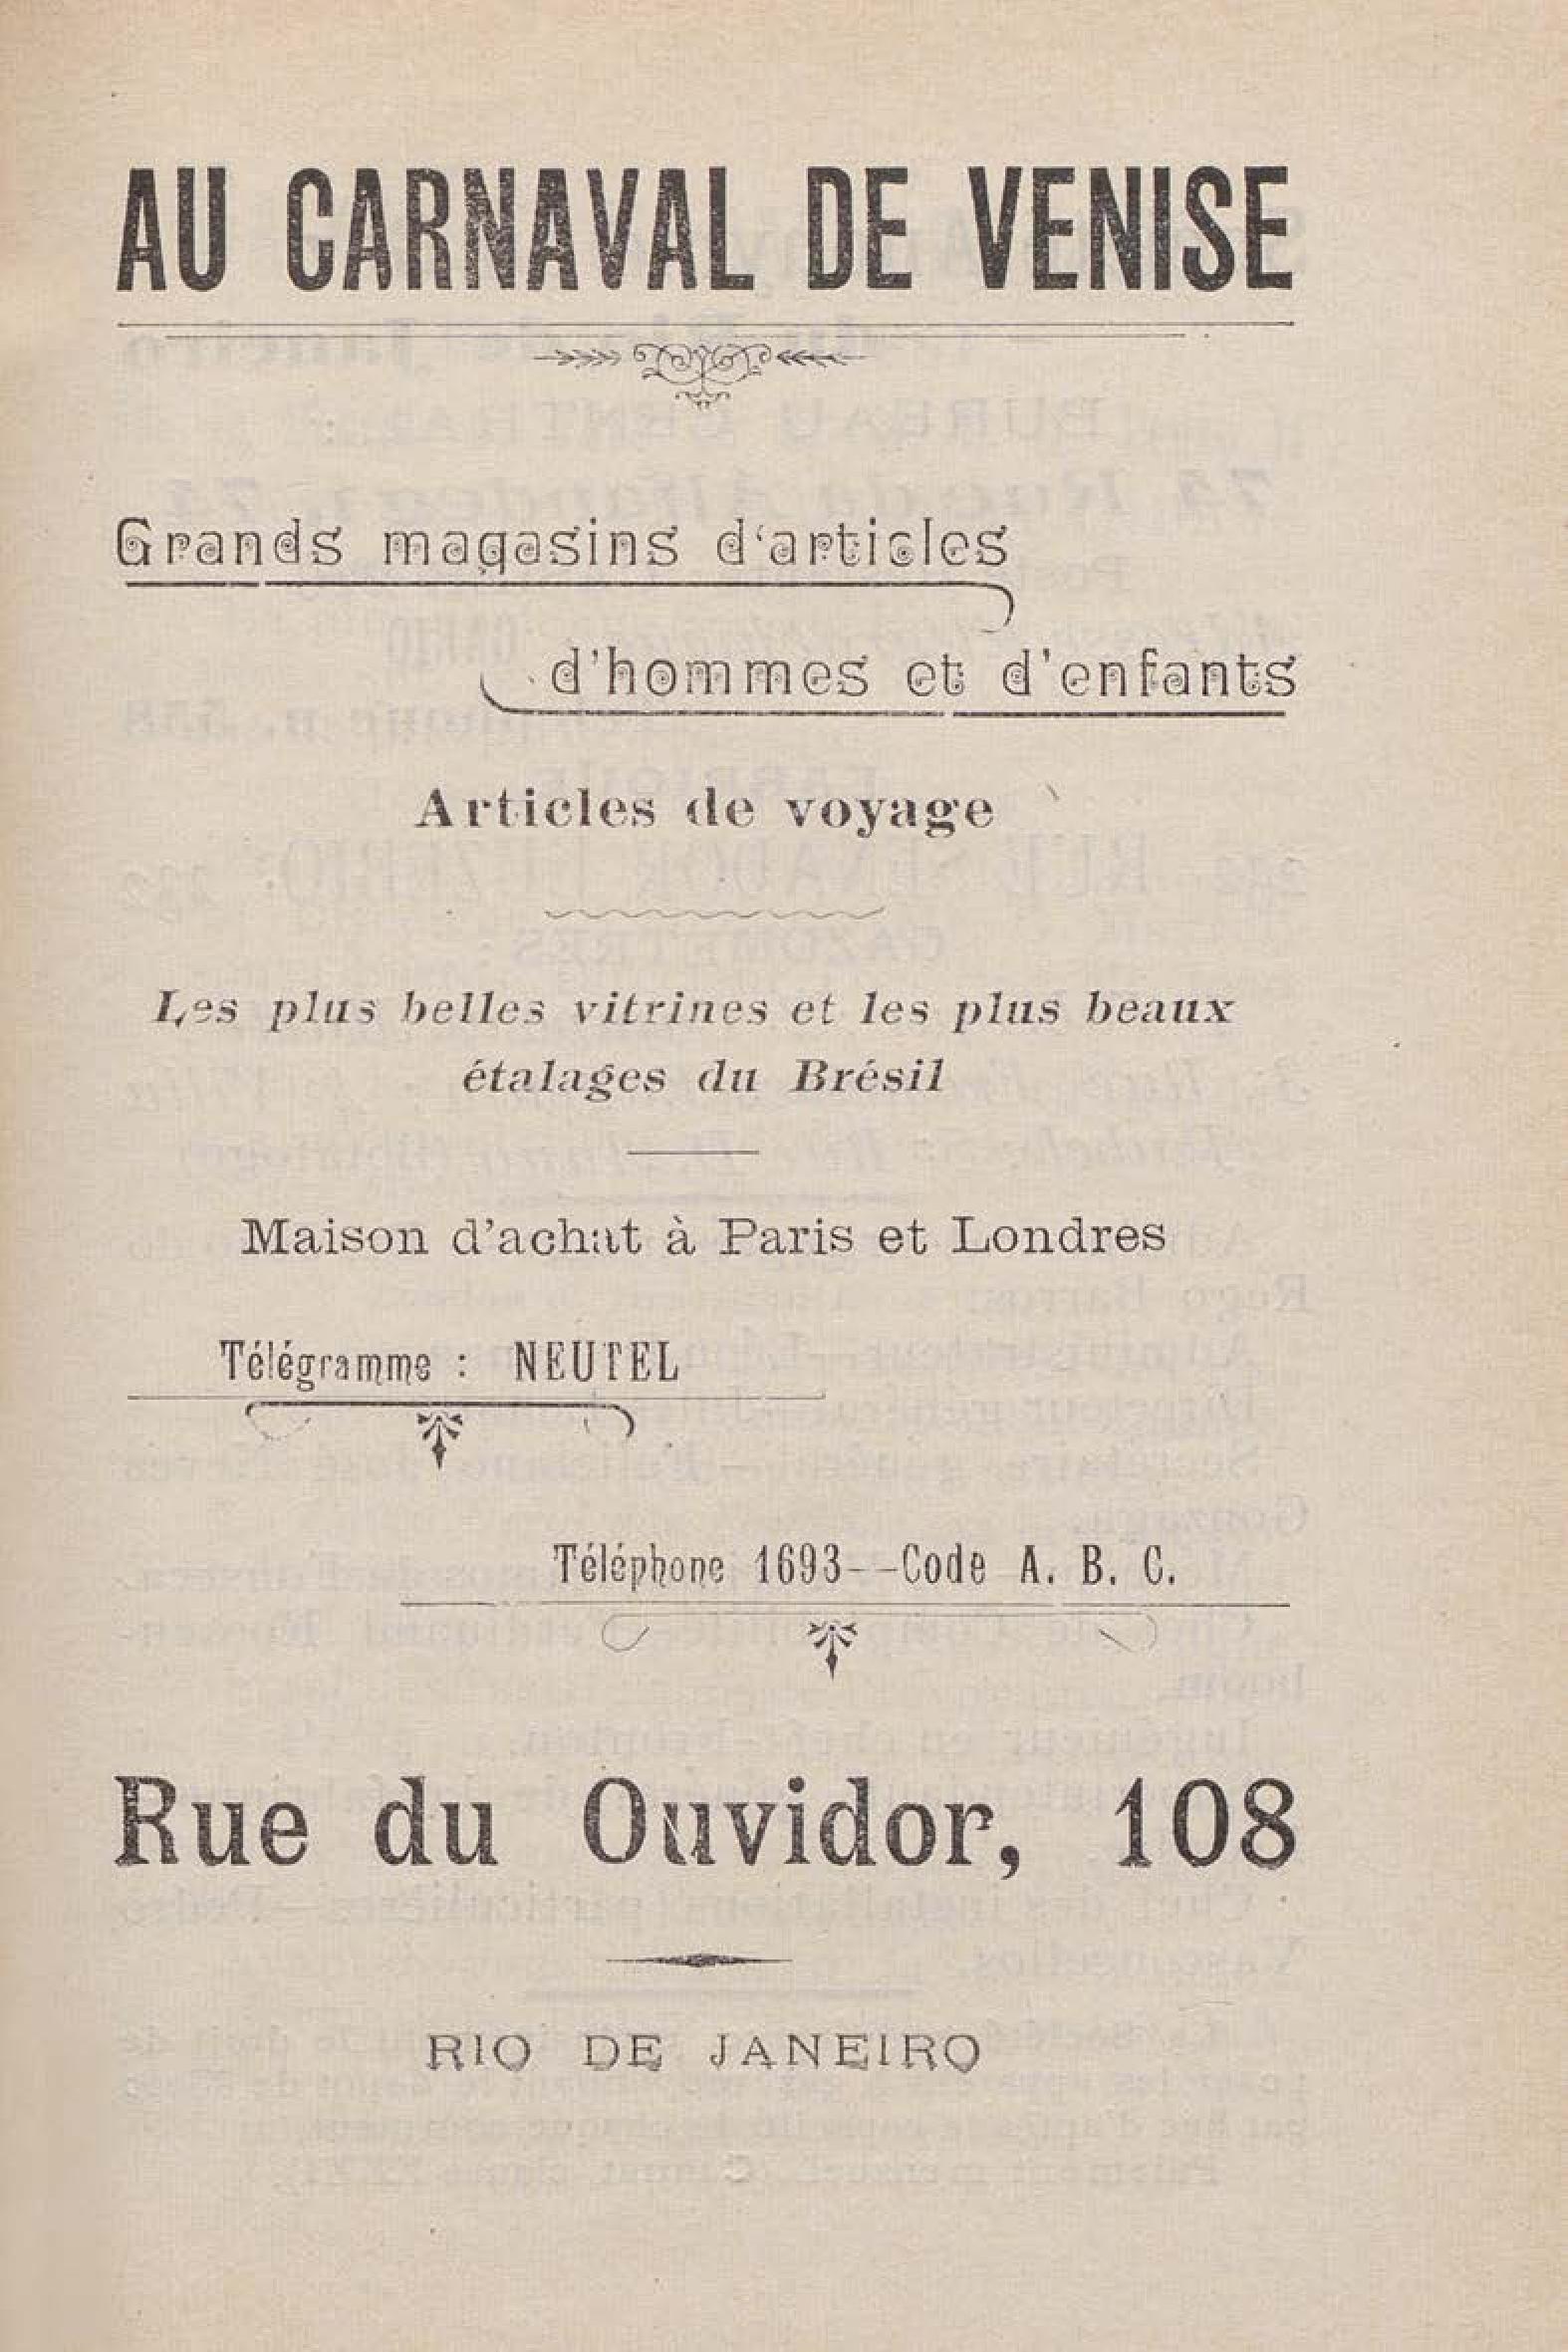 AU CARNAVAL DE VENISE
Grands magasins d'articles
d'hommes et d'enfants
Articles de voyage
Les plus belles vitrines et les plus beaux
étalages du Brésil
Maison d'achat à Paris et Londres
Télégramme : NEUTEL
Téléphone 1693--Code A. B. C.
Rue du Ouvidor, 108
RIO DE JANEIRO